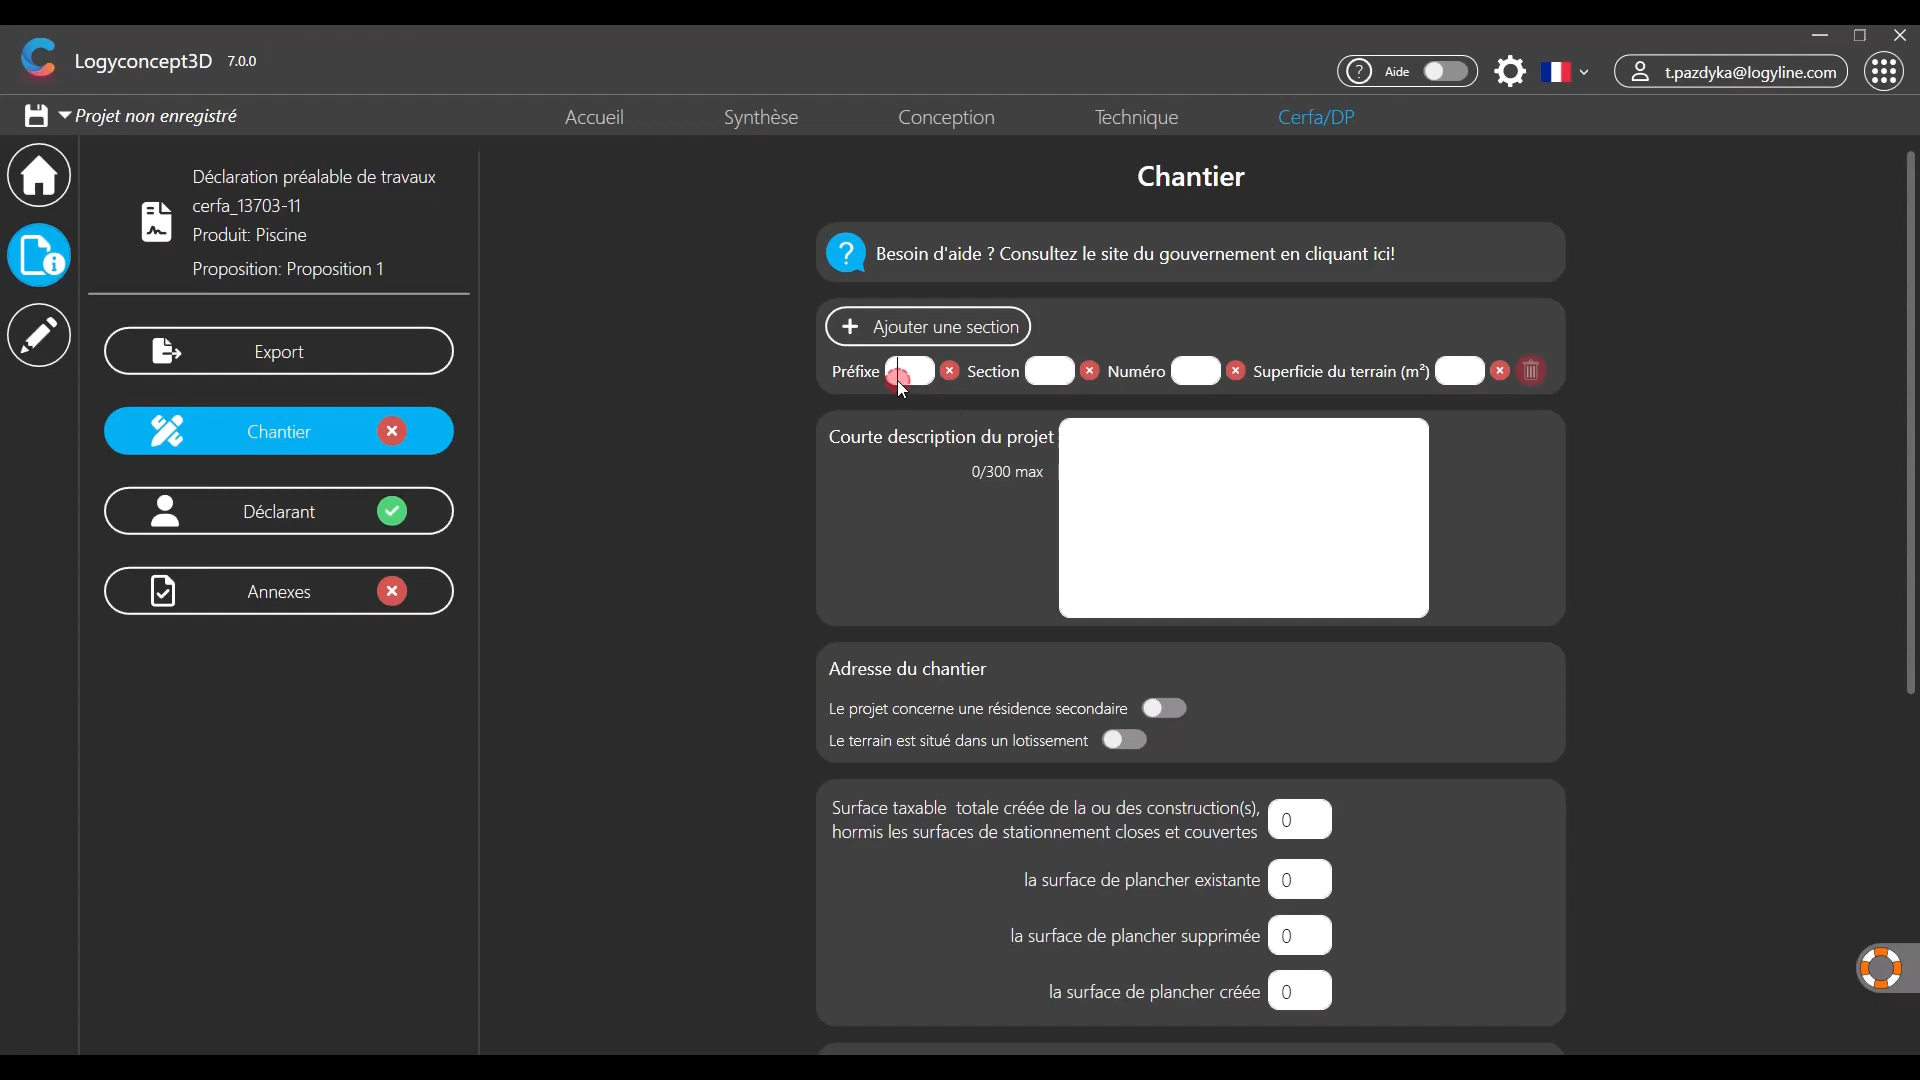 Logyconcept3D 7.0.0
? Aide
t.pazdyka@logyline.com
Projet non enregistré
Accueil
Synthèse
Conception
Technique
Cerfa/DP
Déclaration préalable de travaux
cerfa_13703-11
Produit: Piscine
Proposition: Proposition 1
Export
Chantier
Déclarant
Annexes
Chantier
? Besoin d'aide ? Consultez le site du gouvernement en cliquant ici!
+ Ajouter une section
Préfixe Section Numéro Superficie du terrain (m²)
Courte description du projet
0/300 max
Adresse du chantier
Le projet concerne une résidence secondaire
Le terrain est situé dans un lotissement
Surface taxable totale créée de la ou des construction(s),
hormis les surfaces de stationnement closes et couvertes 0
la surface de plancher existante 0
la surface de plancher supprimée 0
la surface de plancher créée 0